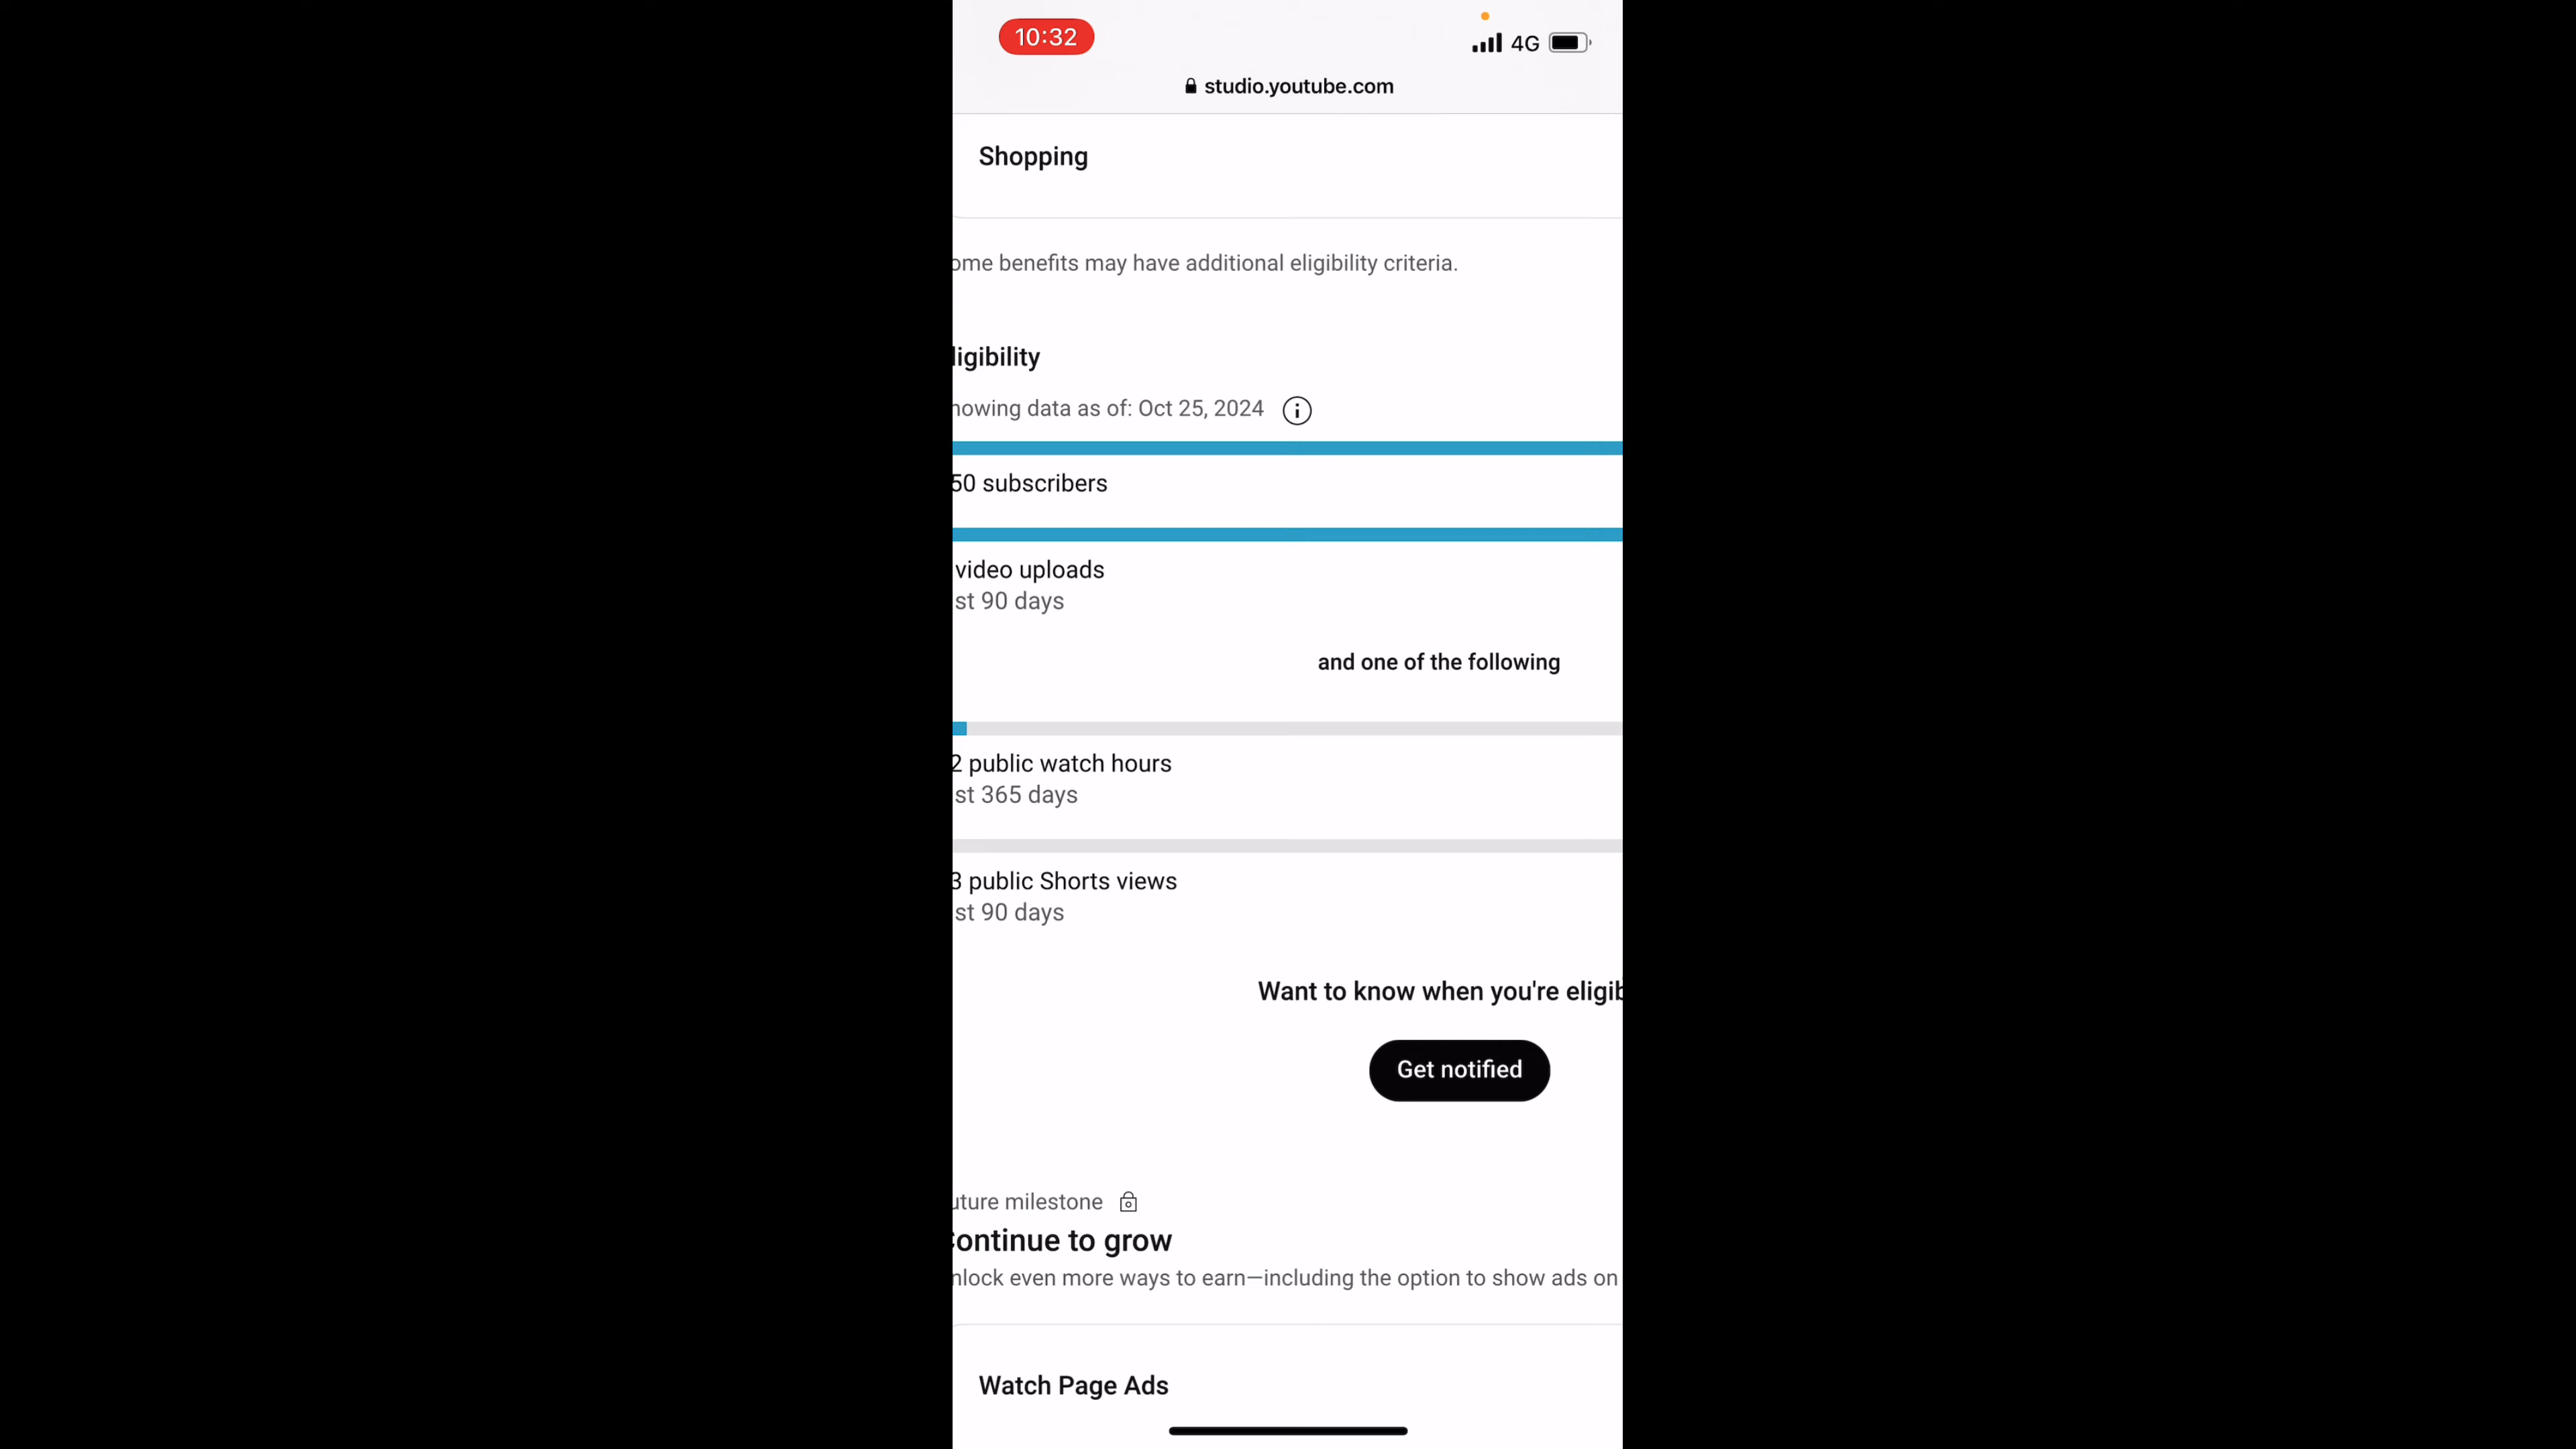 10:32
4G
studio.youtube.com
Shopping
ome benefits may have additional eligibility criteria.
ligibility
howing data as of: Oct 25, 2024
50 subscribers
video uploads
st 90 days
and one of the following
2 public watch hours
st 365 days
3 public Shorts views
st 90 days
Want to know when you're eligib
Get notified
uture milestone
ontinue to grow
nlock even more ways to earn—including the option to show ads on
Watch Page Ads